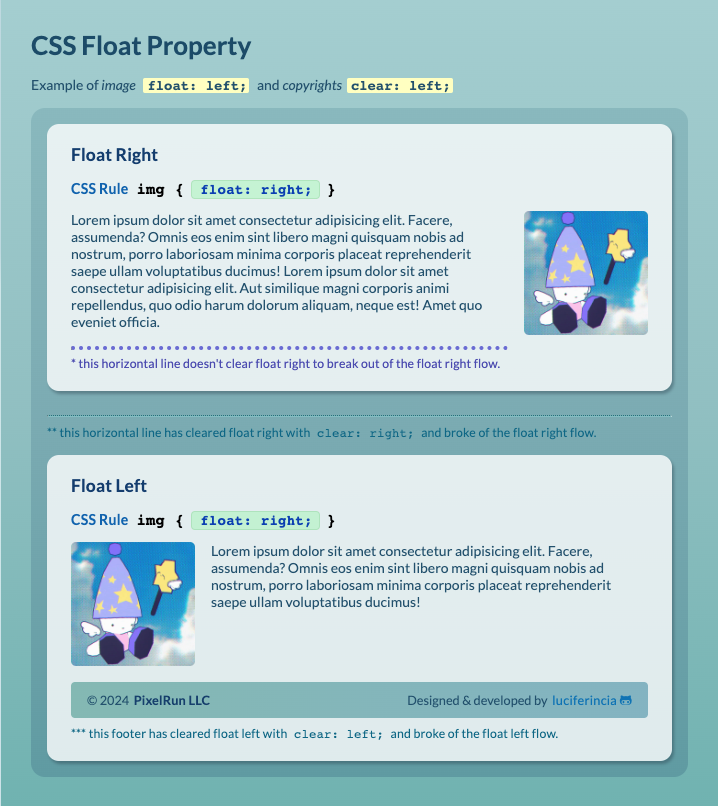 CSS Float Property
Example of image float: left; and copyrights clear: left;
Float Right
CSS Rule img { float: right; }
Lorem ipsum dolor sit amet consectetur adipisicing elit. Facere,
assumenda? Omnis eos enim sint libero magni quisquam nobis ad
nostrum, porro laboriosam minima corporis placeat reprehenderit
saepe ullam voluptatibus ducimus! Lorem ipsum dolor sit amet
consectetur adipisicing elit. Aut similique magni corporis animi
repellendus, quo odio harum dolorum aliquam, neque est! Amet quo
eveniet officia.
* this horizontal line doesn't clear float right to break out of the float right flow.
** this horizontal line has cleared float right with clear: right; and broke of the float right flow.
Float Left
CSS Rule img { float: right; }
Lorem ipsum dolor sit amet consectetur adipisicing elit. Facere,
assumenda? Omnis eos enim sint libero magni quisquam nobis ad
nostrum, porro laboriosam minima corporis placeat reprehenderit
saepe ullam voluptatibus ducimus!
© 2024 PixelRun LLC
Designed & developed by luciferincia
*** this footer has cleared float left with clear: left; and broke of the float left flow.